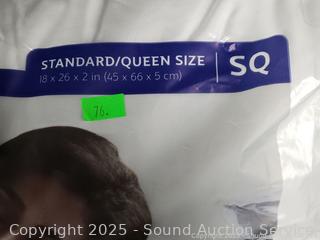 STANDARD/QUEEN SIZE
18 x 26 x 2 in (45 x 66 x 5 cm)
SQ
76.
Copyright 2025 - Sound Auction Service